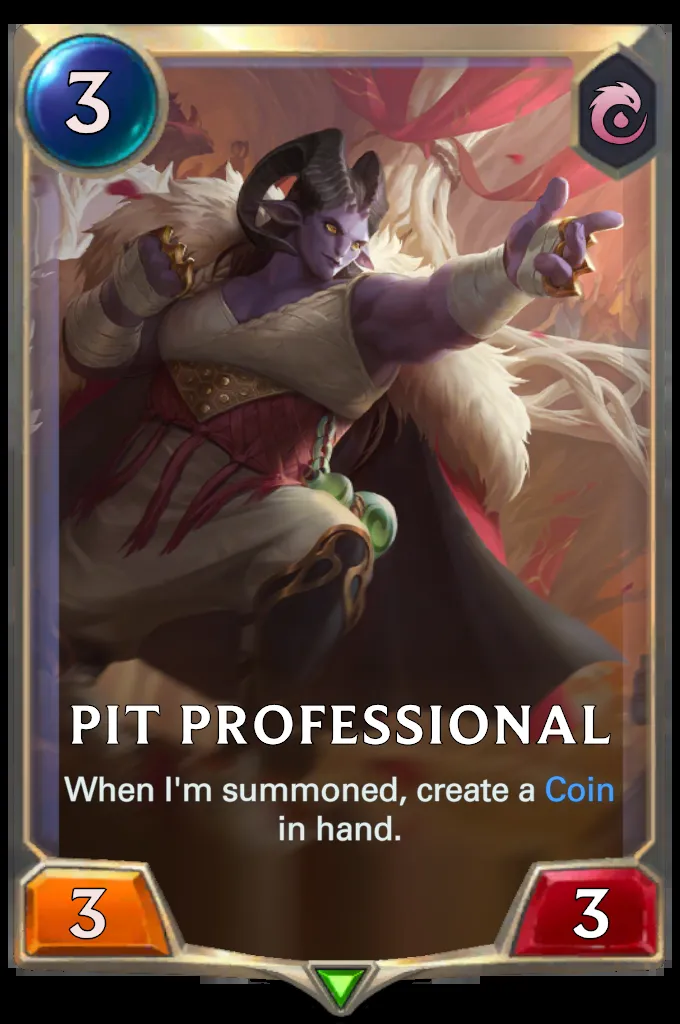 3
PIT PROFESSIONAL
When I'm summoned, create a Coin
in hand.
3
3